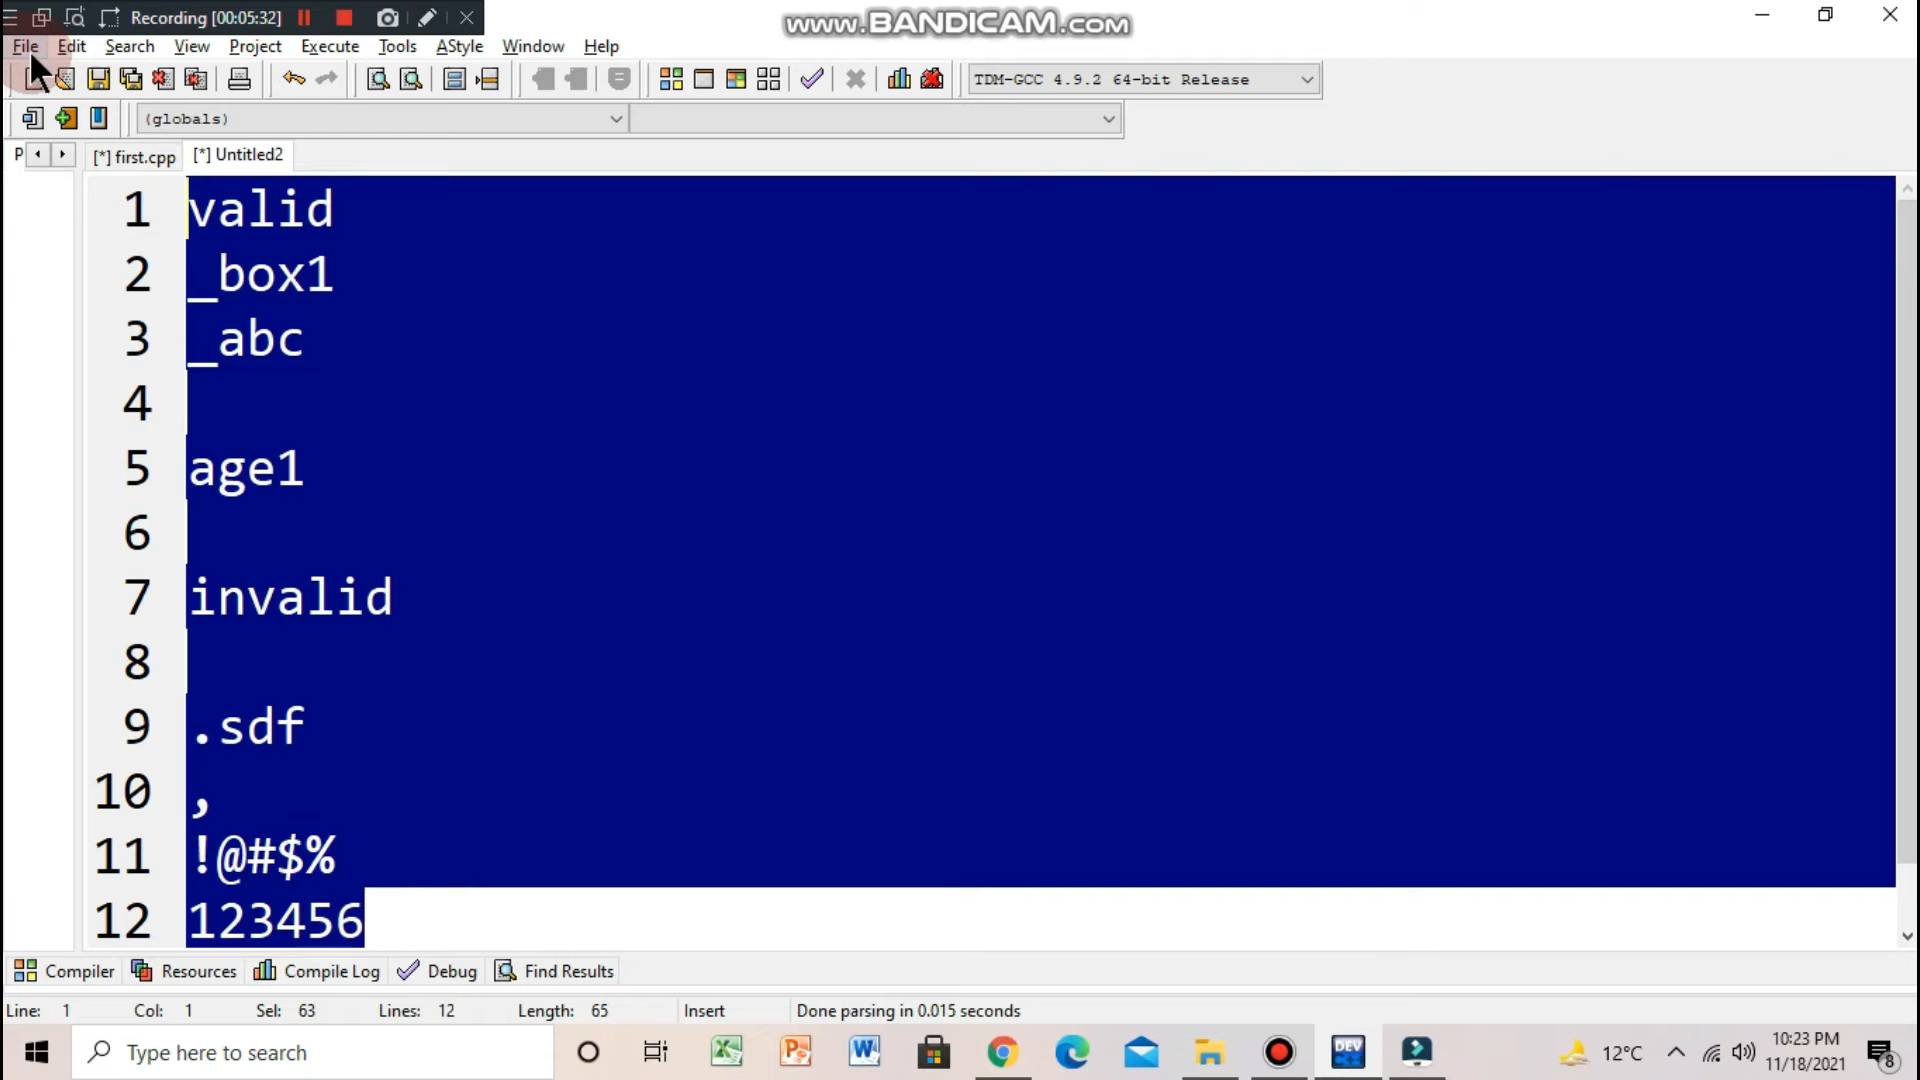 Recording [00:05:32]
www.BANDICAM.com
File Edit Search View Project Execute Tools AStyle Window Help
TDM-GCC 4.9.2 64-bit Release
(globals)
P [*] first.cpp [*] Untitled2
1 valid
2 _box1
3 _abc
4
5 age1
6
7 invalid
8
9 .sdf
10 ,
11 !@#$%
12 123456
Compiler Resources Compile Log Debug Find Results
Line: 1 Col: 1 Sel: 63 Lines: 12 Length: 65 Insert Done parsing in 0.015 seconds
Type here to search
DEV
12°C
10:23 PM
11/18/2021
8